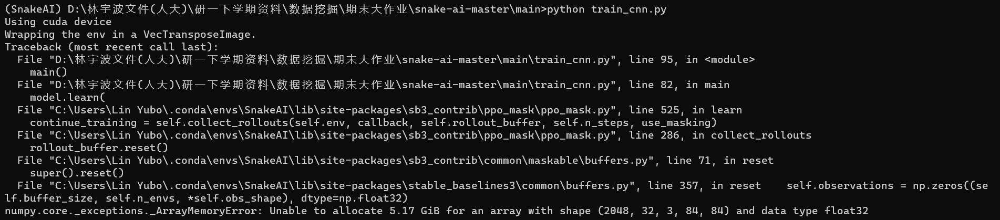 (SnakeAI) D:\林宇波文件(人大)\研一下学期资料\数据挖掘\期末大作业\snake-ai-master\main>python train_cnn.py
Using cuda device
Wrapping the env in a VecTransposeImage.
Traceback (most recent call last):
  File "D:\林宇波文件(人大)\研一下学期资料\数据挖掘\期末大作业\snake-ai-master\main\train_cnn.py", line 95, in <module>
    main()
  File "D:\林宇波文件(人大)\研一下学期资料\数据挖掘\期末大作业\snake-ai-master\main\train_cnn.py", line 82, in main
    model.learn(
  File "C:\Users\Lin Yubo\.conda\envs\SnakeAI\lib\site-packages\sb3_contrib\ppo_mask\ppo_mask.py", line 525, in learn
    continue_training = self.collect_rollouts(self.env, callback, self.rollout_buffer, self.n_steps, use_masking)
  File "C:\Users\Lin Yubo\.conda\envs\SnakeAI\lib\site-packages\sb3_contrib\ppo_mask\ppo_mask.py", line 286, in collect_rollouts
    rollout_buffer.reset()
  File "C:\Users\Lin Yubo\.conda\envs\SnakeAI\lib\site-packages\sb3_contrib\common\maskable\buffers.py", line 71, in reset
    super().reset()
  File "C:\Users\Lin Yubo\.conda\envs\SnakeAI\lib\site-packages\stable_baselines3\common\buffers.py", line 357, in reset    self.observations = np.zeros((se
lf.buffer_size, self.n_envs, *self.obs_shape), dtype=np.float32)
numpy.core._exceptions._ArrayMemoryError: Unable to allocate 5.17 GiB for an array with shape (2048, 32, 3, 84, 84) and data type float32